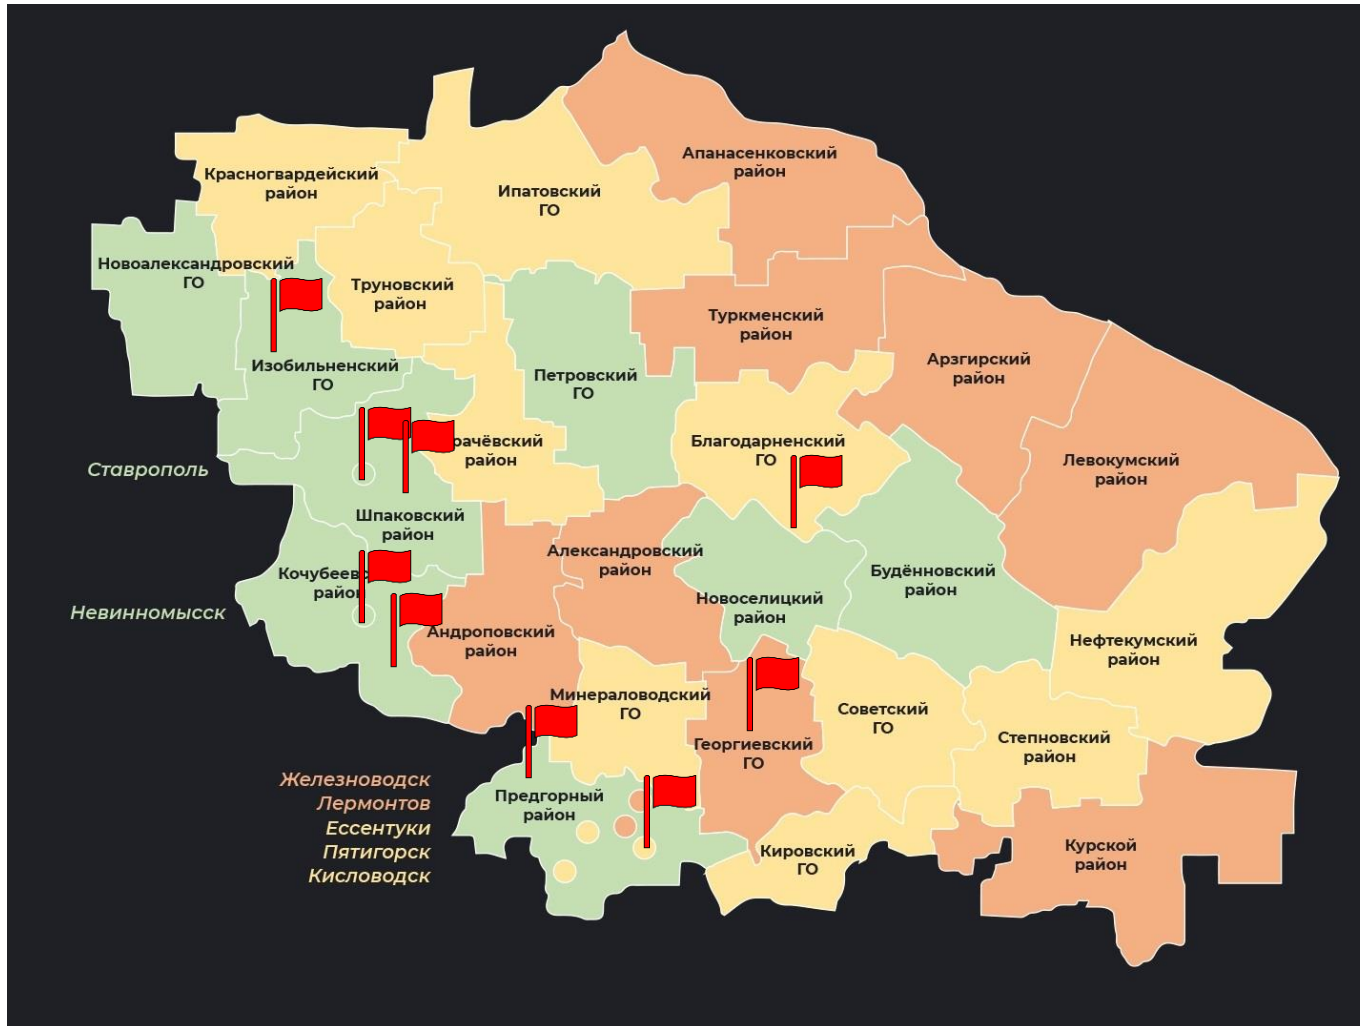 Апанасенковский
район
Красногвардейский
район
Ипатовский
ГО
Новоалександровский
ГО
Труновский
район
Туркменский
район
Изобильненский
ГО
Петровский
ГО
Арзгирский
район
Благодарненский
ГО
Левокумский
район
рачёвский
район
Ставрополь
Шпаковский
район
Александровский
район
Кочубеевс
район
Новоселицкий
район
Будённовский
район
Невинномысск
Андроповский
район
Нефтекумский
район
Минераловодский
ГО
Советский
ГО
Георгиевский
ГО
Степновский
район
Железноводск
Лермонтов
Ессентуки
Пятигорск
Кисловодск
Предгорный
район
Кировский
ГО
Курской
район